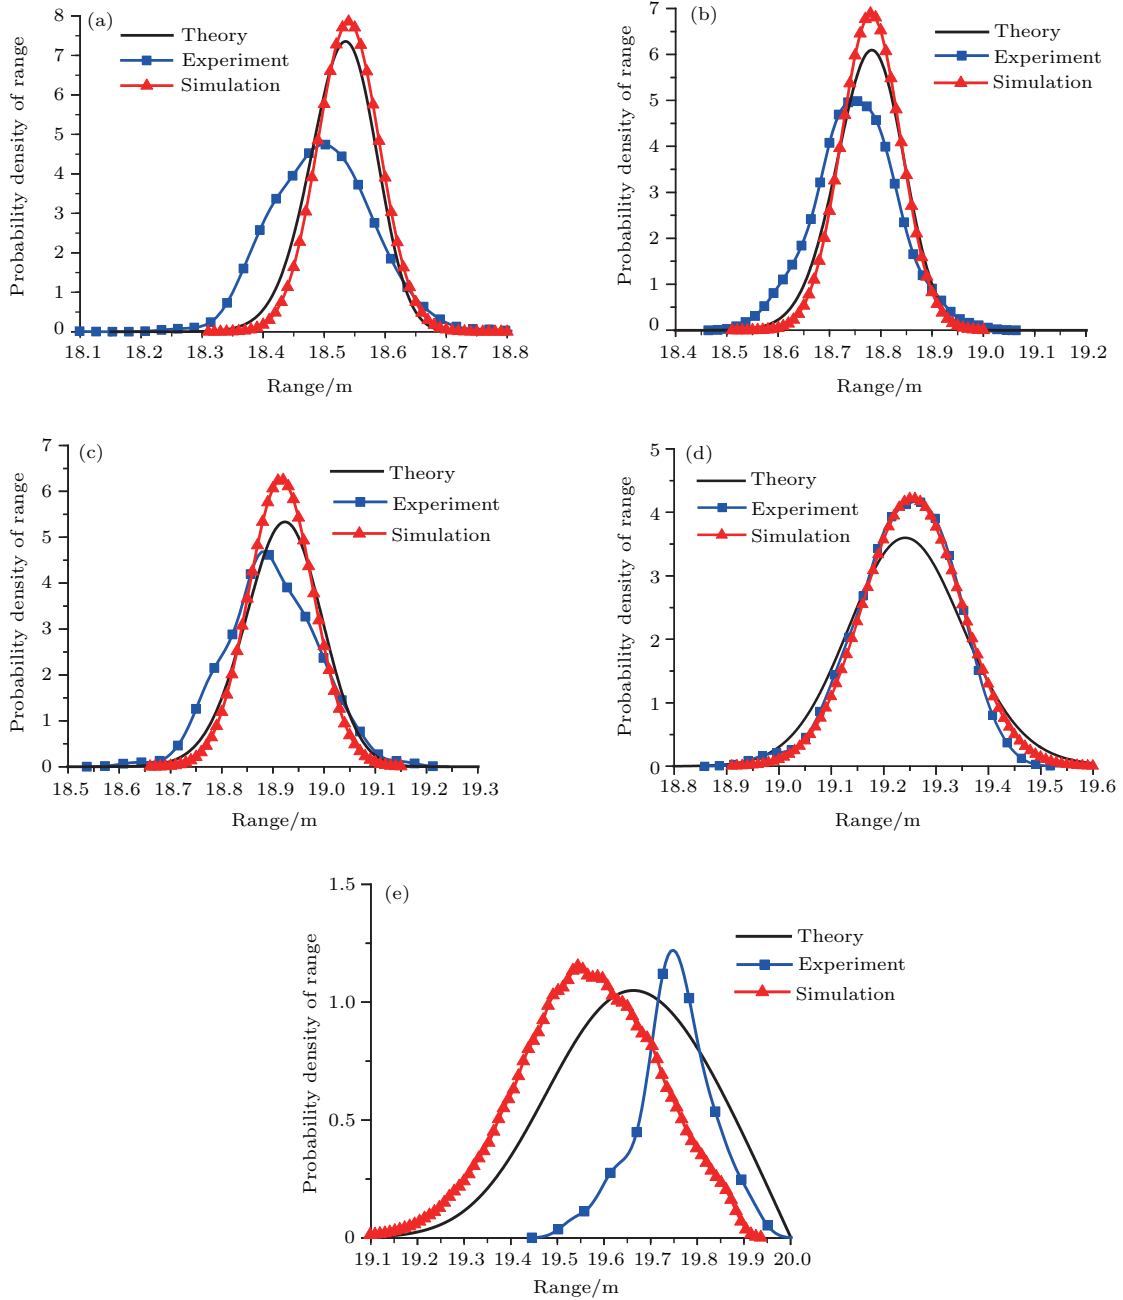 (a)
Theory
Experiment
Simulation
Probability density of range
8
7
6
5
4
3
2
1
0
18.1 18.2 18.3 18.4 18.5 18.6 18.7 18.8
Range/m
(b)
Theory
Experiment
Simulation
Probability density of range
7
6
5
4
3
2
1
0
18.4 18.5 18.6 18.7 18.8 18.9 19.0 19.1 19.2
Range/m
(c)
Theory
Experiment
Simulation
Probability density of range
7
6
5
4
3
2
1
0
18.5 18.6 18.7 18.8 18.9 19.0 19.1 19.2 19.3
Range/m
(d)
Theory
Experiment
Simulation
Probability density of range
5
4
3
2
1
0
18.8 18.9 19.0 19.1 19.2 19.3 19.4 19.5 19.6
Range/m
(e)
Theory
Experiment
Simulation
Probability density of range
1.5
1.0
0.5
0
19.1 19.2 19.3 19.4 19.5 19.6 19.7 19.8 19.9 20.0
Range/m